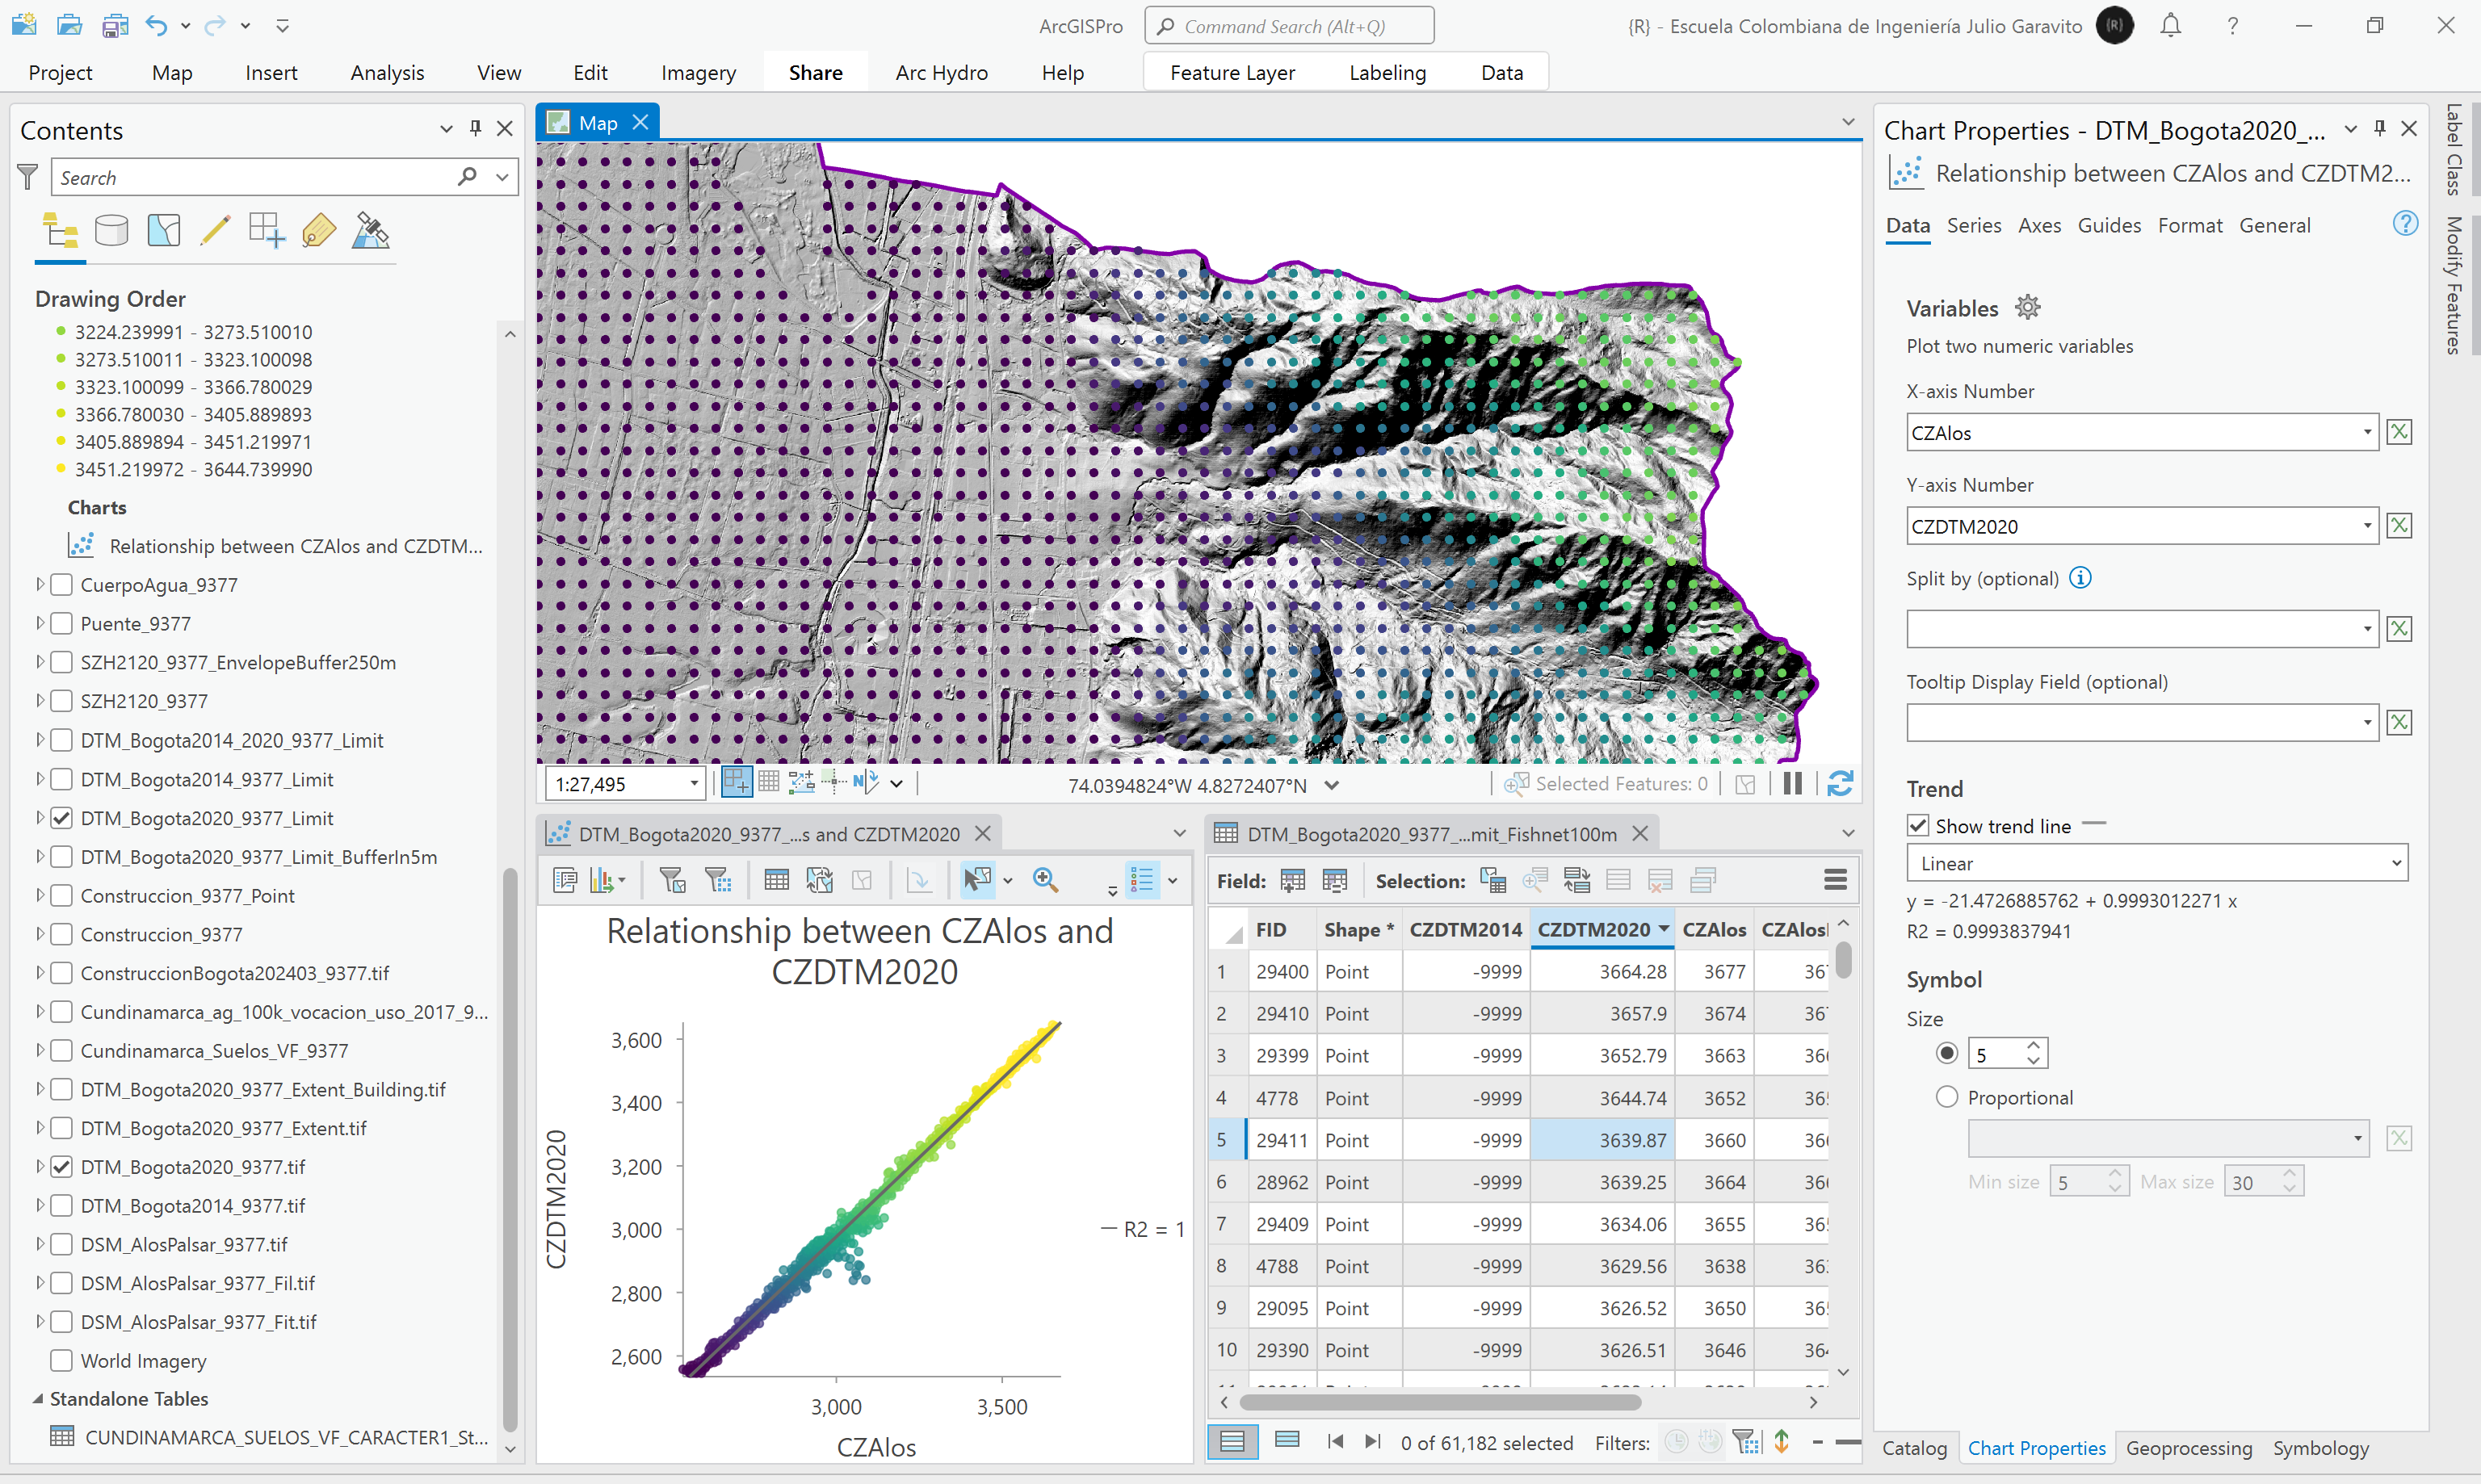 ArcGISPro
Command Search (Alt+Q)
{R} - Escuela Colombiana de Ingeniería Julio Garavito
{R}
Project Map Insert Analysis View Edit Imagery Share Arc Hydro Help Feature Layer Labeling Data
Contents
Search
Drawing Order
3224.239991 - 3273.510010
3273.510011 - 3323.100098
3323.100099 - 3366.780029
3366.780030 - 3405.889893
3405.889894 - 3451.219971
3451.219972 - 3644.739990
Charts
Relationship between CZAlos and CZDTM...
CuerpoAgua_9377
Puente_9377
SZH2120_9377_EnvelopeBuffer250m
SZH2120_9377
DTM_Bogota2014_2020_9377_Limit
DTM_Bogota2014_9377_Limit
DTM_Bogota2020_9377_Limit
DTM_Bogota2020_9377_Limit_BufferIn5m
Construccion_9377_Point
Construccion_9377
ConstruccionBogota202403_9377.tif
Cundinamarca_ag_100k_vocacion_uso_2017_9...
Cundinamarca_Suelos_VF_9377
DTM_Bogota2020_9377_Extent_Building.tif
DTM_Bogota2020_9377_Extent.tif
DTM_Bogota2020_9377.tif
DTM_Bogota2014_9377.tif
DSM_AlosPalsar_9377.tif
DSM_AlosPalsar_9377_Fil.tif
DSM_AlosPalsar_9377_Fit.tif
World Imagery
Standalone Tables
CUNDINAMARCA_SUELOS_VF_CARACTER1_St...
Map
1:27,495
N
74.0394824°W 4.8272407°N
Selected Features: 0
DTM_Bogota2020_9377_...s and CZDTM2020
Relationship between CZAlos and
CZDTM2020
3,600
3,400
3,200
3,000
2,800
2,600
CZDTM2020
3,000 3,500
CZAlos
R2 = 1
DTM_Bogota2020_9377_...mit_Fishnet100m
Field: Selection:
FID Shape * CZDTM2014 CZDTM2020 CZAlos CZAlosI
1 29400 Point -9999 3664.28 3677 367
2 29410 Point -9999 3657.9 3674 367
3 29399 Point -9999 3652.79 3663 366
4 4778 Point -9999 3644.74 3652 365
5 29411 Point -9999 3639.87 3660 366
6 28962 Point -9999 3639.25 3664 366
7 29409 Point -9999 3634.06 3655 365
8 4788 Point -9999 3629.56 3638 363
9 29095 Point -9999 3626.52 3650 365
10 29390 Point -9999 3626.51 3646 364
0 of 61,182 selected Filters:
Chart Properties - DTM_Bogota2020_...
Relationship between CZAlos and CZDTM2...
Data Series Axes Guides Format General
Variables
Plot two numeric variables
X-axis Number
CZAlos
Y-axis Number
CZDTM2020
Split by (optional)
Tooltip Display Field (optional)
Trend
Show trend line
Linear
y = -21.4726885762 + 0.9993012271 x
R2 = 0.9993837941
Symbol
Size
5
Proportional
Min size 5 Max size 30
Catalog Chart Properties Geoprocessing Symbology
Label Class
Modify Features